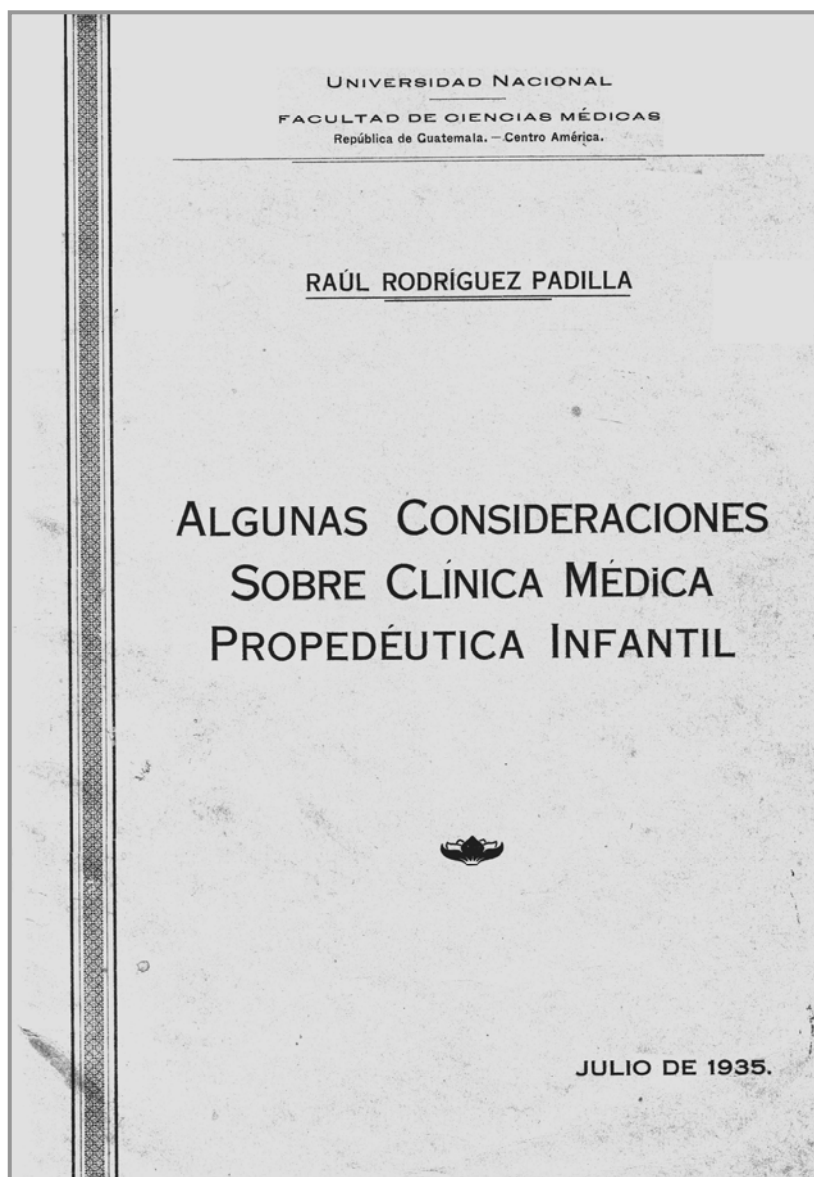 UNIVERSIDAD NACIONAL
FACULTAD DE CIENCIAS MÉDICAS
República de Guatemala. — Centro América.
RAÚL RODRÍGUEZ PADILLA
ALGUNAS CONSIDERACIONES
SOBRE CLÍNICA MÉDiCA
PROPEDÉUTICA INFANTIL
JULIO DE 1935.